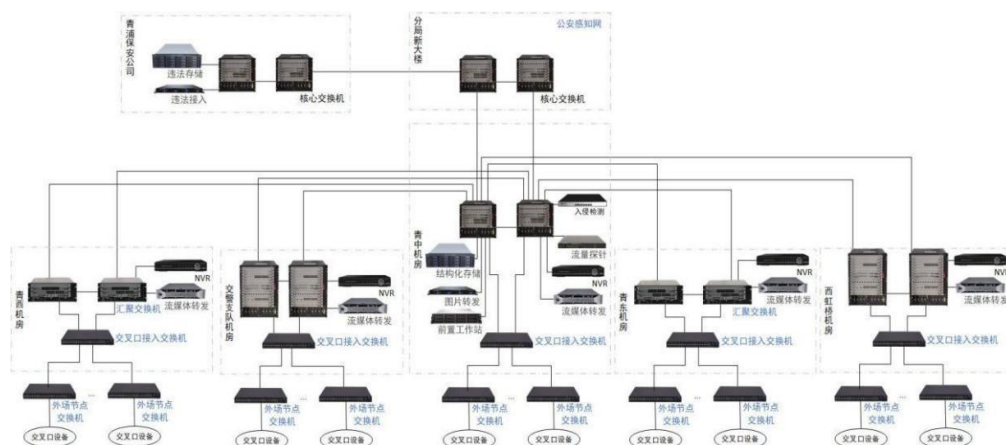 青浦保安公司
违法存储
违法接入
核心交换机
分局新大楼
公安感知网
核心交换机
青西机房
NVR
流媒体转发
汇聚交换机
交叉口接入交换机
外场节点
交换机
...
外场节点
交换机
交叉口设备
...
交叉口设备
交警支队机房
NVR
流媒体转发
交叉口接入交换机
外场节点
交换机
...
外场节点
交换机
交叉口设备
...
交叉口设备
青中机房
入侵检测
流量探针
结构化存储
NVR
图片转发
流媒体转发
前置工作站
交叉口接入交换机
外场节点
交换机
...
外场节点
交换机
交叉口设备
...
交叉口设备
青东机房
NVR
流媒体转发
汇聚交换机
交叉口接入交换机
外场节点
交换机
...
外场节点
交换机
交叉口设备
...
交叉口设备
西虹桥机房
NVR
流媒体转发
交叉口接入交换机
外场节点
交换机
...
外场节点
交换机
交叉口设备
...
交叉口设备